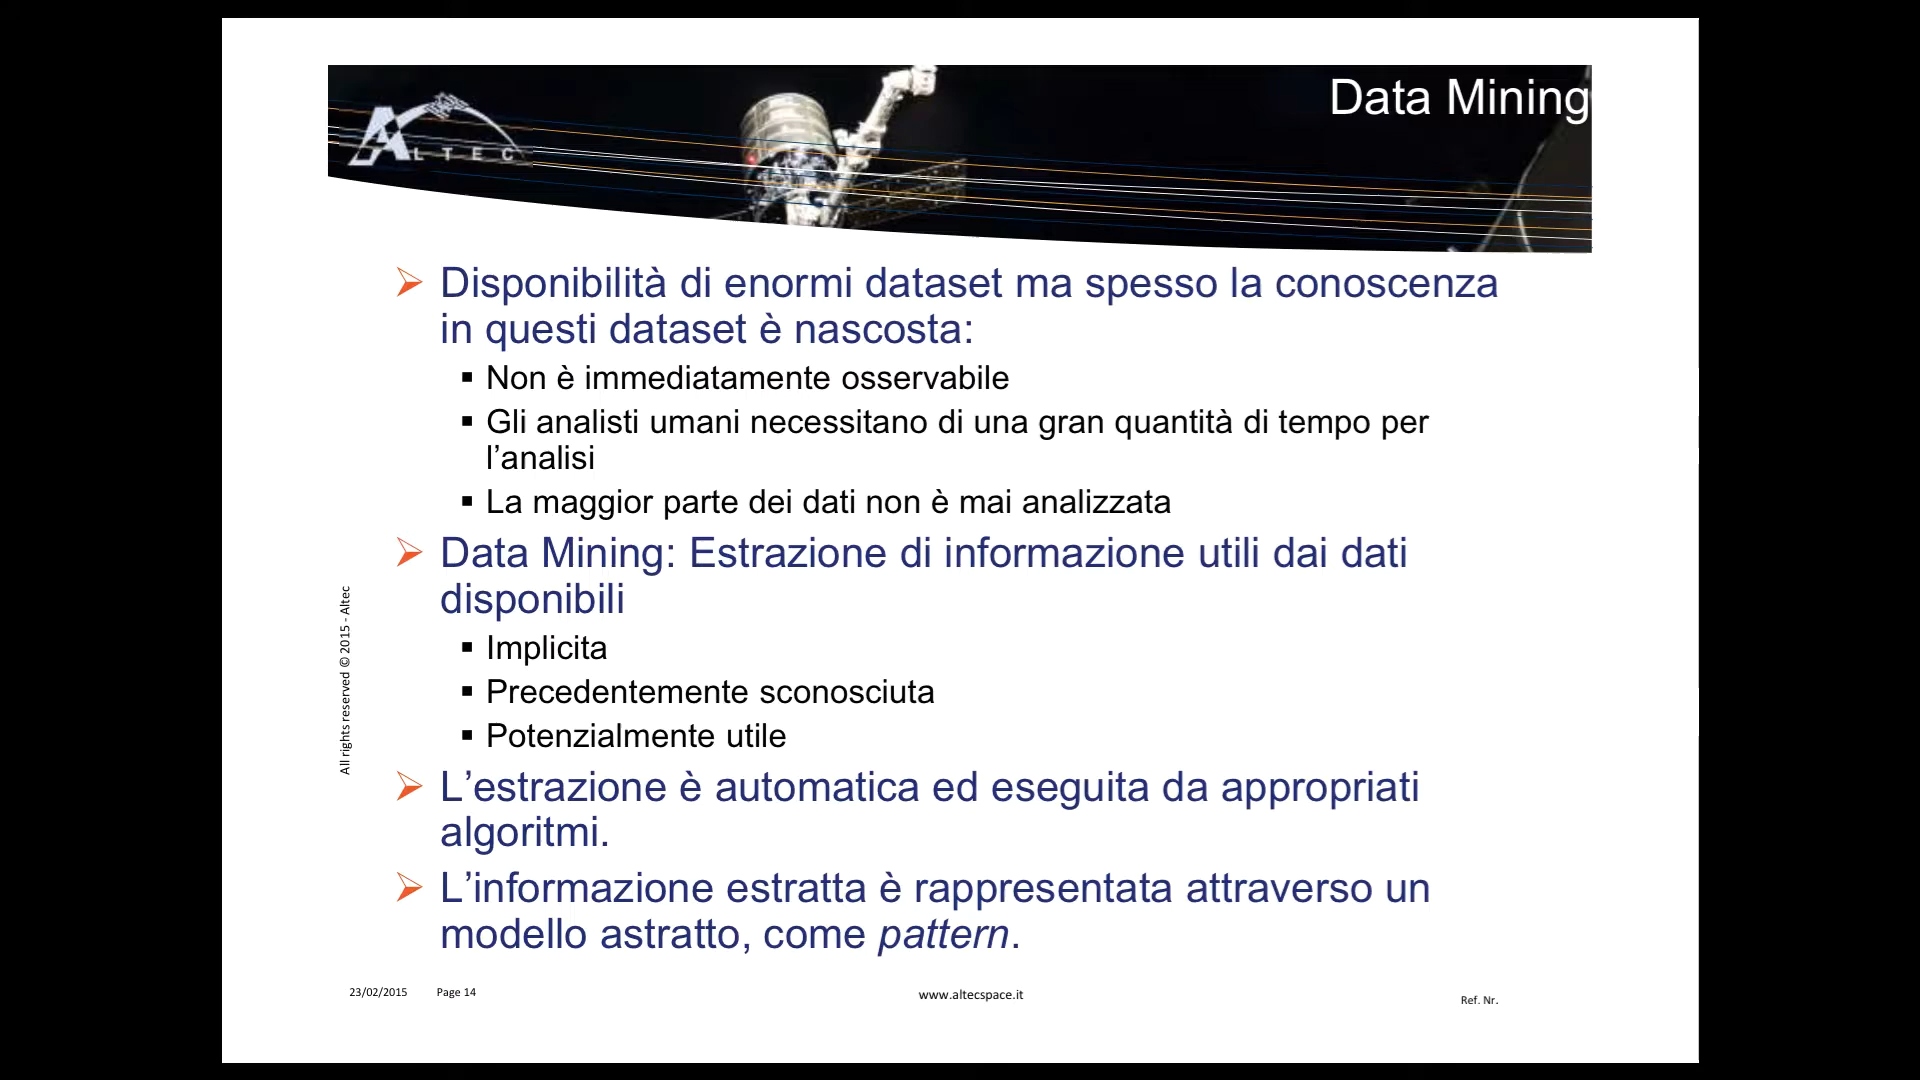 Data Mining
ALTEC
➢ Disponibilità di enormi dataset ma spesso la conoscenza
in questi dataset è nascosta:
▪ Non è immediatamente osservabile
▪ Gli analisti umani necessitano di una gran quantità di tempo per
l’analisi
▪ La maggior parte dei dati non è mai analizzata
➢ Data Mining: Estrazione di informazione utili dai dati
disponibili
▪ Implicita
▪ Precedentemente sconosciuta
▪ Potenzialmente utile
➢ L’estrazione è automatica ed eseguita da appropriati
algoritmi.
➢ L’informazione estratta è rappresentata attraverso un
modello astratto, come pattern.
All rights reserved © 2015 - Altec
23/02/2015 Page 14
www.altecspace.it
Ref. Nr.